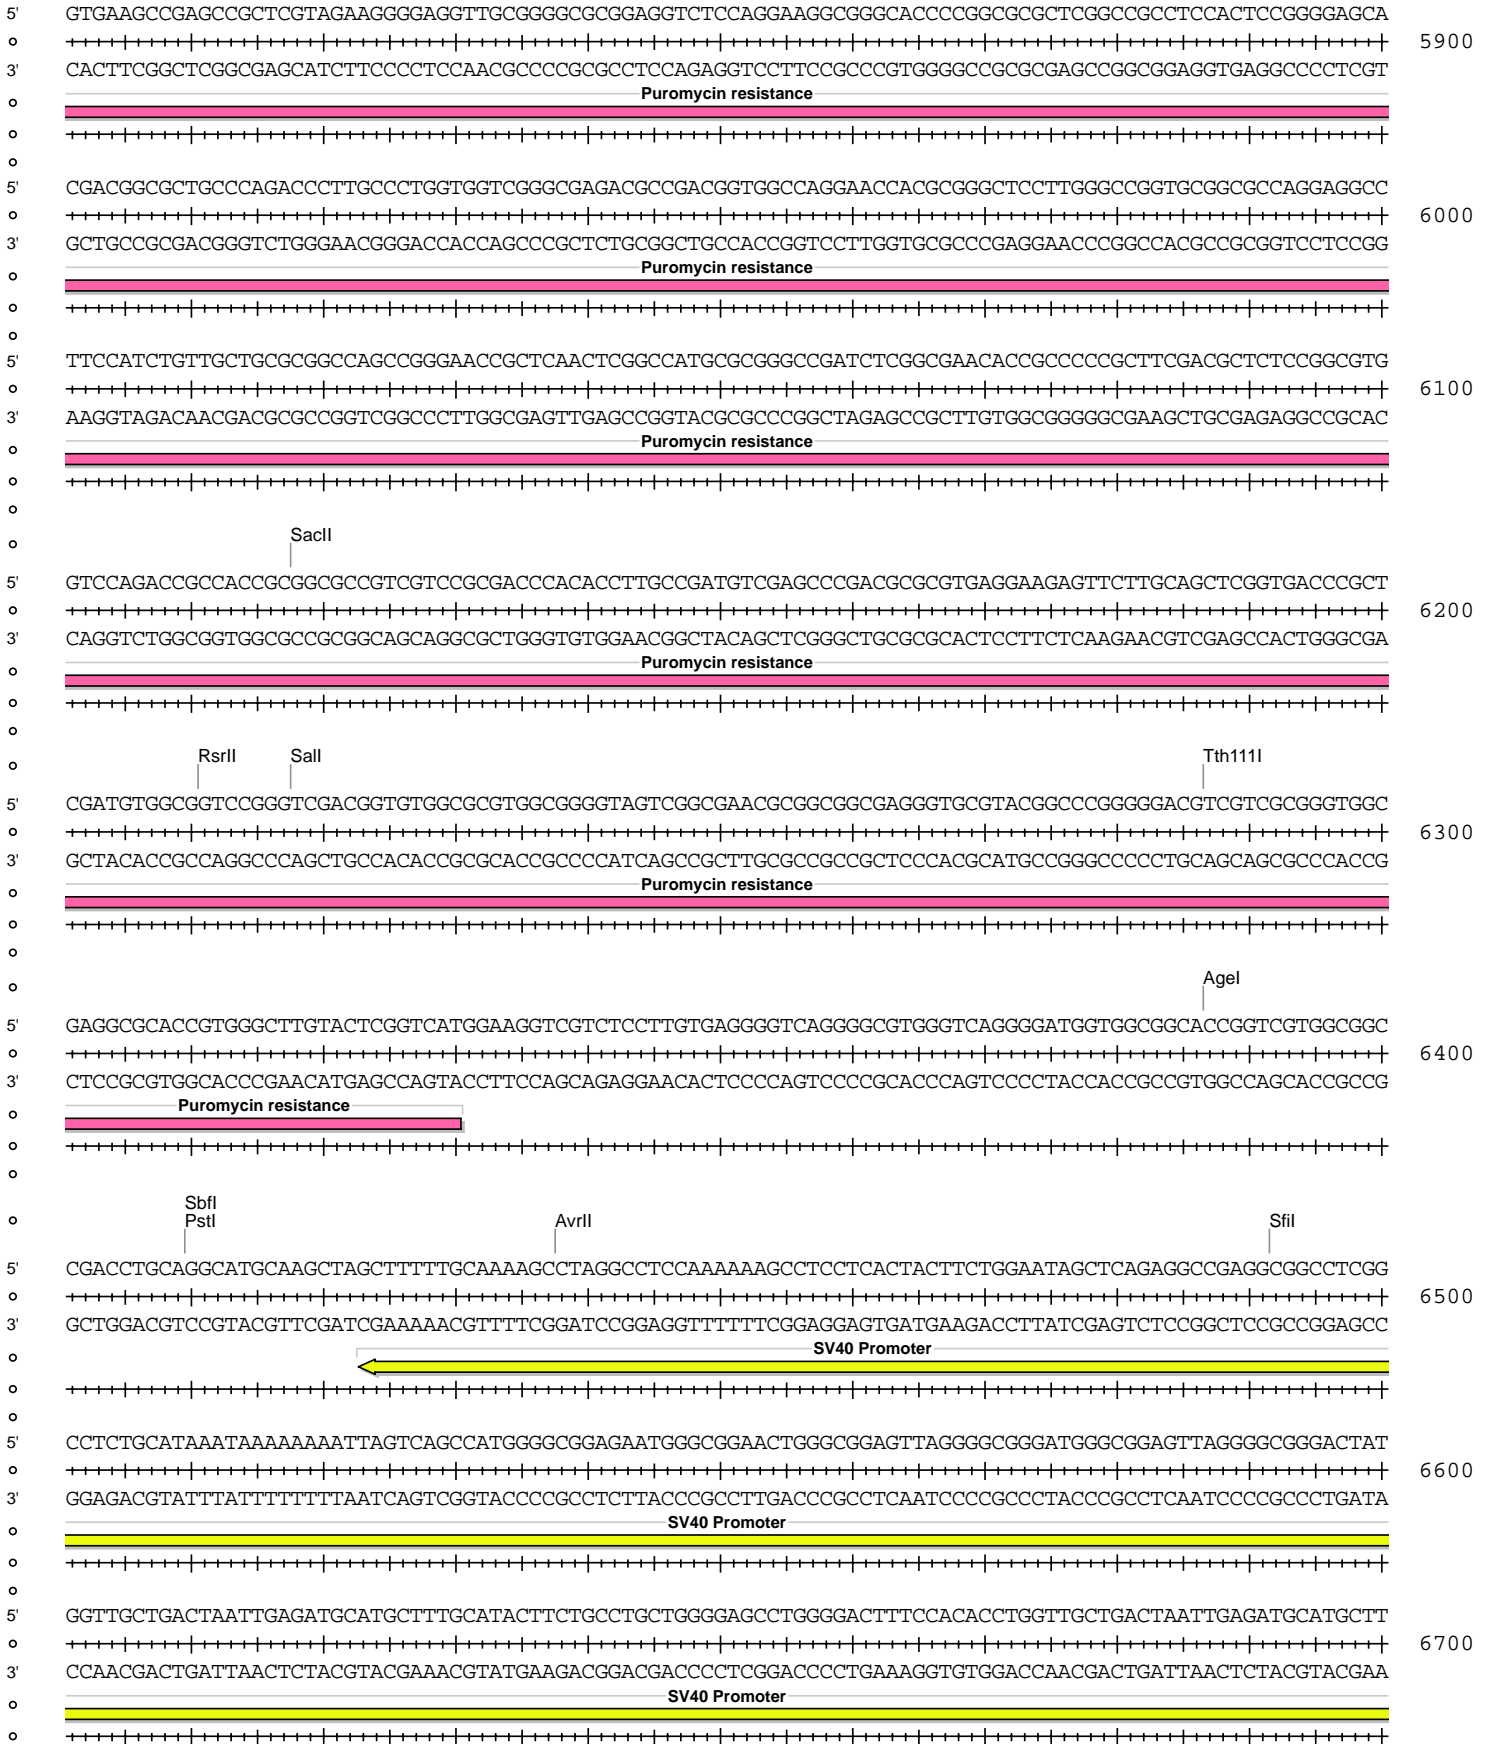 GTGAAGCCGAGCCGCTCGTAGAAGGGGAGGTTGCGGGGCGCGGAGGTCTCCAGGAAGGCGGGCACCCCGGCGCGCTCGGCCGCCTCCACTCCGGGGAGCA
5900
3' CACTTCGGCTCGGCGAGCATCTTCCCCTCCAACGCCCCGCGCCTCCAGAGGTCCTTCCGCCCGTGGGGCCGCGCGAGCCGGCGGAGGTGAGGCCCCTCGT
Puromycin resistance
5' CGACGGCGCTGCCCAGACCCTTGCCCTGGTGGTCGGGCGAGACGCCGACGGTGGCCAGGAACCACGCGGGCTCCTTGGGCCGGTGCGGCGCCAGGAGGCC
6000
3' GCTGCCGCGACGGGTCTGGGAACGGGACCACCAGCCCGCTCTGCGGCTGCCACCGGTCCTTGGTGCGCCCGAGGAACCCGGCCACGCCGCGGTCCTCCGG
Puromycin resistance
5' TTCCATCTGTTGCTGCGCGGCCAGCCGGGAACCGCTCAACTCGGCCATGCGCGGGCCGATCTCGGCGAACACCGCCCCCGCTTCGACGCTCTCCGGCGTG
6100
3' AAGGTAGACAACGACGCGCCGGTCGGCCCTTGGCGAGTTGAGCCGGTACGCGCCCGGCTAGAGCCGCTTGTGGCGGGGGCGAAGCTGCGAGAGGCCGCAC
Puromycin resistance
SacII
5' GTCCAGACCGCCACCGCGGCGCCGTCGTCCGCGACCCACACCTTGCCGATGTCGAGCCCGACGCGCGTGAGGAAGAGTTCTTGCAGCTCGGTGACCCGCT
6200
3' CAGGTCTGGCGGTGGCGCCGCGGCAGCAGGCGCTGGGTGTGGAACGGCTACAGCTCGGGCTGCGCGCACTCCTTCTCAAGAACGTCGAGCCACTGGGCGA
Puromycin resistance
RsrII SalI Tth111I
5' CGATGTGGCGGTCCGGGTCGACGGTGTGGCGCGTGGCGGGGTAGTCGGCGAACGCGGCGGCGAGGGTGCGTACGGCCCGGGGGACGTCGTCGCGGGTGGC
6300
3' GCTACACCGCCAGGCCCAGCTGCCACACCGCGCACCGCCCCATCAGCCGCTTGCGCCGCCGCTCCCACGCATGCCGGGCCCCCTGCAGCAGCGCCCACCG
Puromycin resistance
AgeI
5' GAGGCGCACCGTGGGCTTGTACTCGGTCATGGAAGGTCGTCTCCTTGTGAGGGGTCAGGGGCGTGGGTCAGGGGATGGTGGCGGCACCGGTCGTGGCGGC
6400
3' CTCCGCGTGGCACCCGAACATGAGCCAGTACCTTCCAGCAGAGGAACACTCCCCAGTCCCCGCACCCAGTCCCCTACCACCGCCGTGGCCAGCACCGCCG
Puromycin resistance
SbfI
PstI AvrII SfiI
5' CGACCTGCAGGCATGCAAGCTAGCTTTTTGCAAAAGCCTAGGCCTCCAAAAAAGCCTCCTCACTACTTCTGGAATAGCTCAGAGGCCGAGGCGGCCTCGG
6500
3' GCTGGACGTCCGTACGTTCGATCGAAAAACGTTTTCGGATCCGGAGGTTTTTTCGGAGGAGTGATGAAGACCTTATCGAGTCTCCGGCTCCGCCGGAGCC
SV40 Promoter
5' CCTCTGCATAAATAAAAAAAATTAGTCAGCCATGGGGCGGAGAATGGGCGGAACTGGGCGGAGTTAGGGGCGGGATGGGCGGAGTTAGGGGCGGGACTAT
6600
3' GGAGACGTATTTATTTTTTTTAATCAGTCGGTACCCCGCCTCTTACCCGCCTTGACCCGCCTCAATCCCCGCCCTACCCGCCTCAATCCCCGCCCTGATA
SV40 Promoter
5' GGTTGCTGACTAATTGAGATGCATGCTTTGCATACTTCTGCCTGCTGGGGAGCCTGGGGACTTTCCACACCTGGTTGCTGACTAATTGAGATGCATGCTT
6700
3' CCAACGACTGATTAACTCTACGTACGAAACGTATGAAGACGGACGACCCCTCGGACCCCTGAAAGGTGTGGACCAACGACTGATTAACTCTACGTACGAA
SV40 Promoter